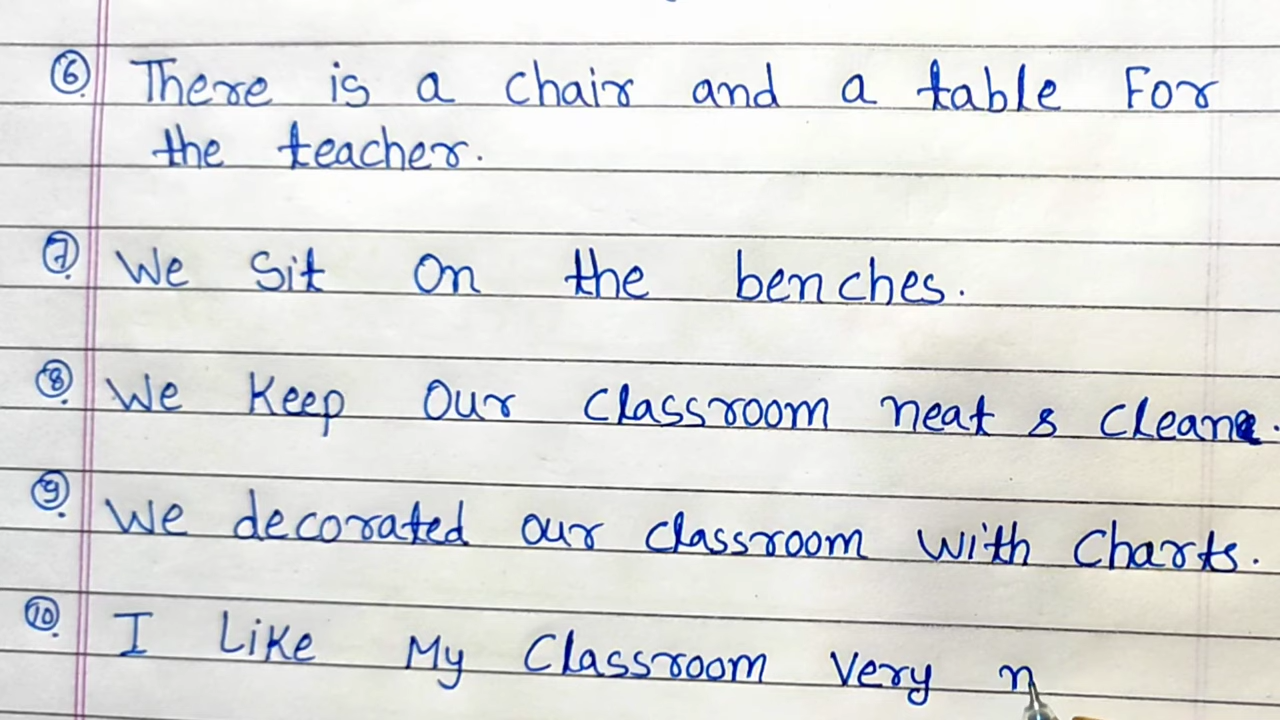 ⑥ There is a chair and a table For
the teacher.
⑦ We Sit On the benches.
⑧ We Keep Our Classroom neat & Clean.
⑨ We decorated our classroom With Charts.
⑩ I Like My Classroom Very